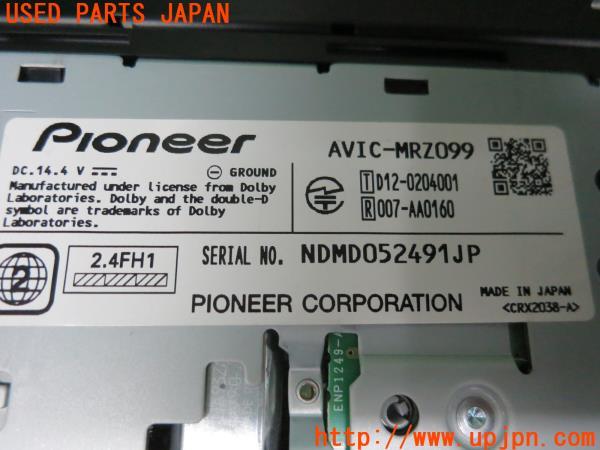 USED PARTS JAPAN
Pioneer
AVIC-MRZ099
DC.14.4 V
GROUND
Manufactured under license from Dolby
Laboratories. Dolby and the double-D
symbol are trademarks of Dolby
Laboratories.
T D12-0204001
R 007-AA0160
2
2.4FH1
SERIAL NO. NDMD052491JP
PIONEER CORPORATION
MADE IN JAPAN
<CRX2038-A>
ENP1249-
http://www.upjpn.com/